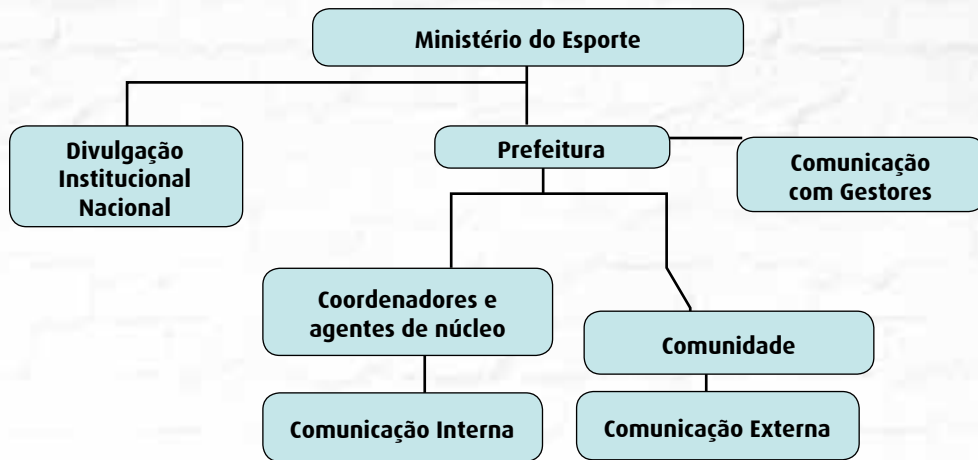 Ministério do Esporte
Divulgação
Institucional
Nacional
Prefeitura
Comunicação
com Gestores
Coordenadores e
agentes de núcleo
Comunidade
Comunicação Interna
Comunicação Externa